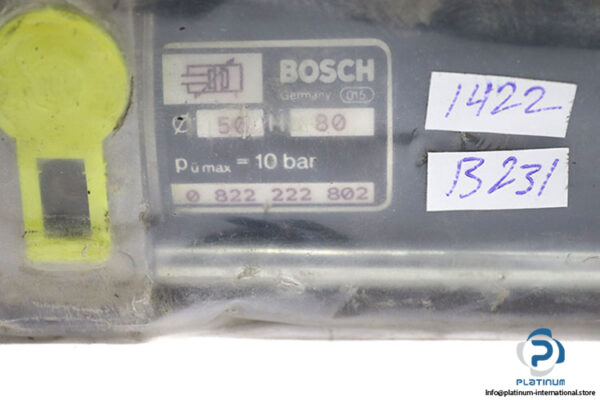 BOSCH
Germany 015
Ø 50 H 80
pü max = 10 bar
0 822 222 802
1422
B231
PLATINUM
Info@platinum-international.store